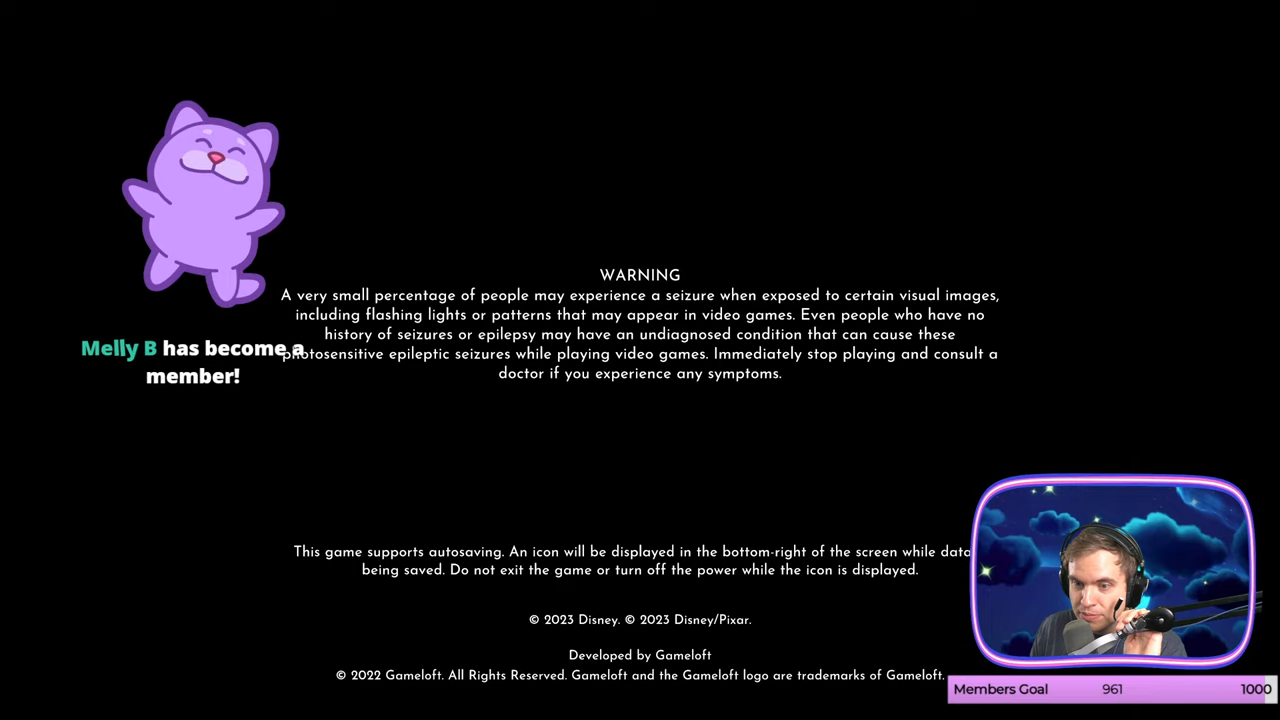 WARNING
A very small percentage of people may experience a seizure when exposed to certain visual images,
including flashing lights or patterns that may appear in video games. Even people who have no
history of seizures or epilepsy may have an undiagnosed condition that can cause these
photosensitive epileptic seizures while playing video games. Immediately stop playing and consult a
doctor if you experience any symptoms.
Melly B has become a
member!
This game supports autosaving. An icon will be displayed in the bottom-right of the screen while data
being saved. Do not exit the game or turn off the power while the icon is displayed.
© 2023 Disney. © 2023 Disney/Pixar.
Developed by Gameloft
© 2022 Gameloft. All Rights Reserved. Gameloft and the Gameloft logo are trademarks of Gameloft.
Members Goal 961 1000